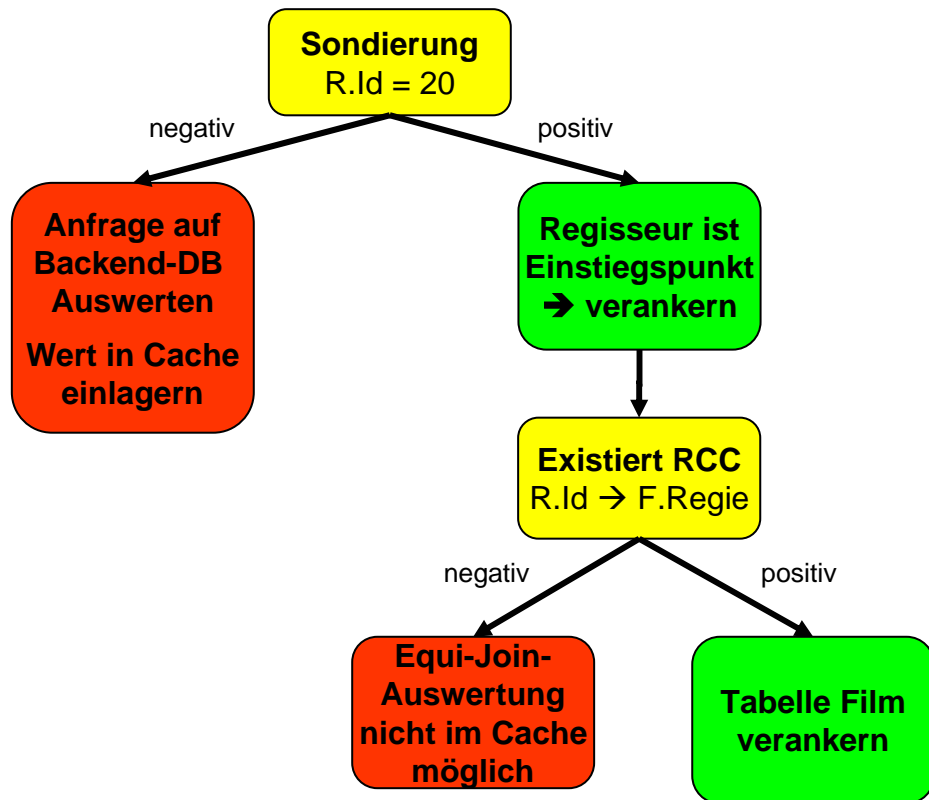 Sondierung
R.Id = 20
negativ
positiv
Anfrage auf
Backend-DB
Auswerten
Wert in Cache
einlagern
Regisseur ist
Einstiegspunkt
➔ verankern
Existiert RCC
R.Id → F.Regie
negativ
positiv
Equi-Join-
Auswertung
nicht im Cache
möglich
Tabelle Film
verankern